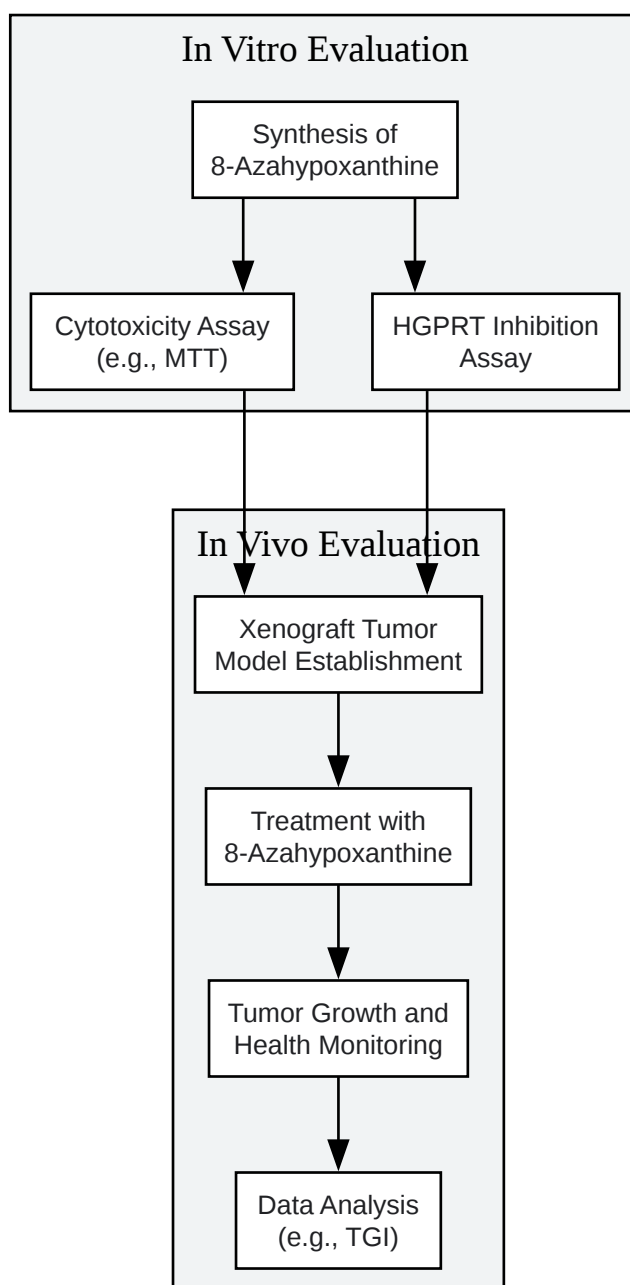 In Vitro Evaluation
Synthesis of
8-Azahypoxanthine
Cytotoxicity Assay
(e.g., MTT)
HGPRT Inhibition
Assay
In Vivo Evaluation
Xenograft Tumor
Model Establishment
Treatment with
8-Azahypoxanthine
Tumor Growth and
Health Monitoring
Data Analysis
(e.g., TGI)